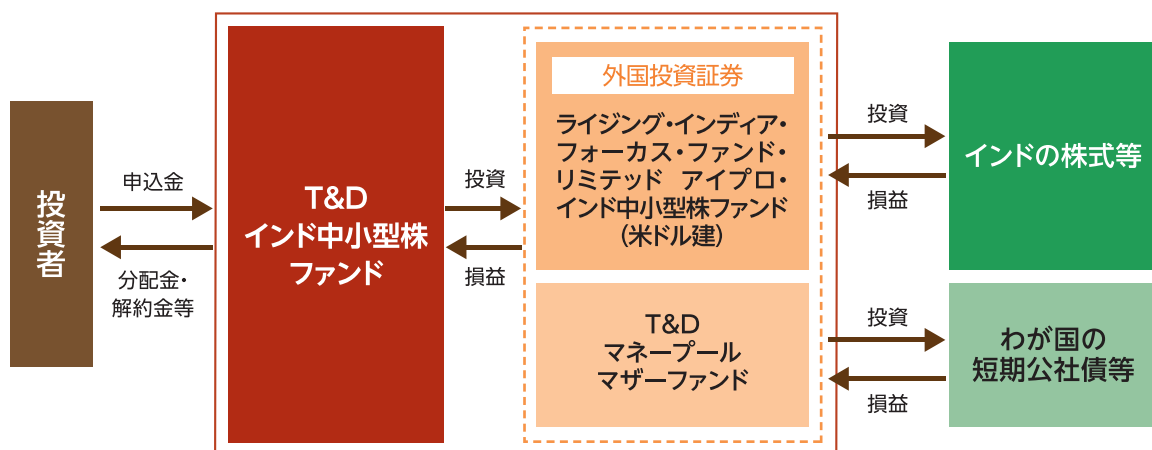 投資者
申込金
分配金・
解約金等
T&D
インド中小型株
ファンド
投資
損益
外国投資証券
ライジング・インディア・
フォーカス・ファンド・
リミテッド　アイプロ・
インド中小型株ファンド
（米ドル建）
T&D
マネープール
マザーファンド
投資
損益
インドの株式等
投資
損益
わが国の
短期公社債等